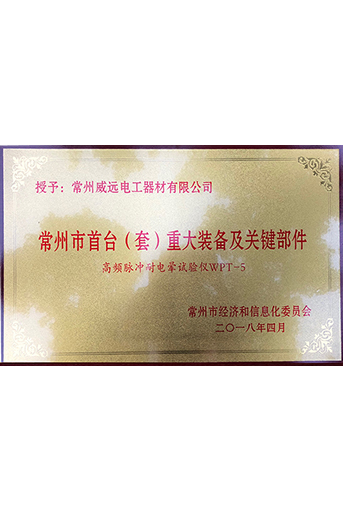 授予：常州威远电工器材有限公司
常州市首台（套）重大装备及关键部件
高频脉冲耐电晕试验仪WPT-5
常州市经济和信息化委员会
二〇一八年四月